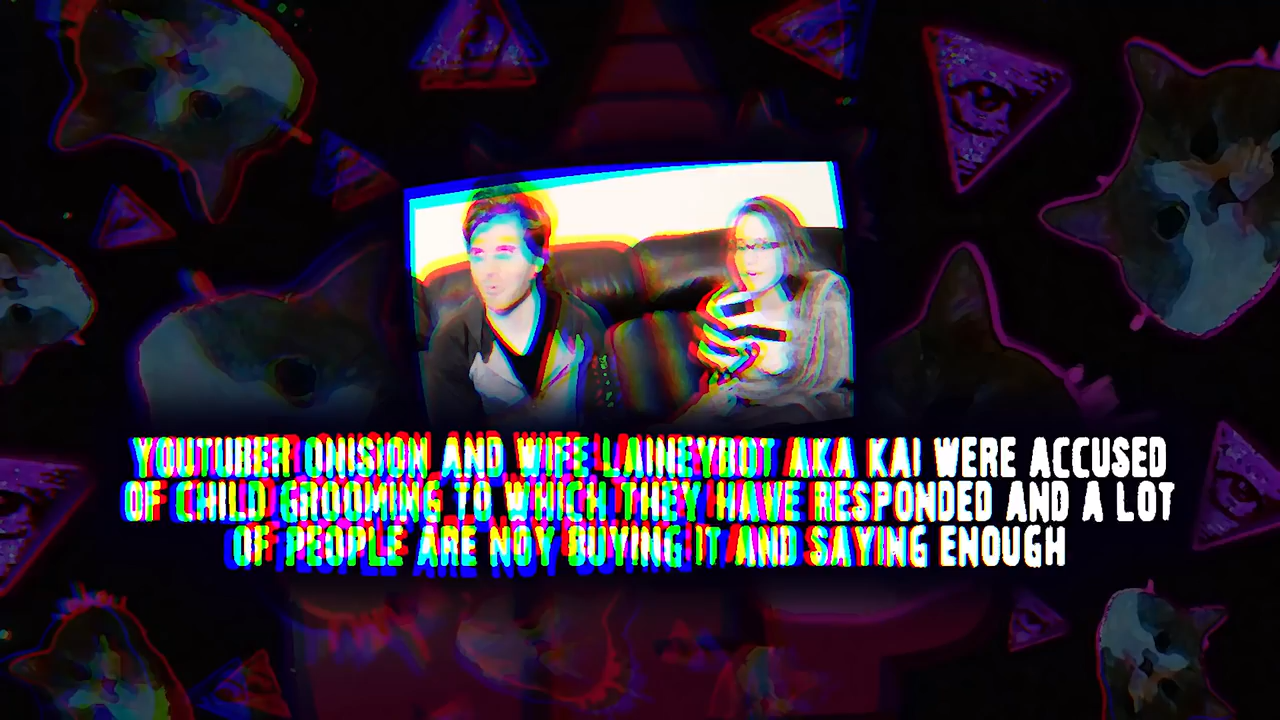 YOUTUBER ONISION AND WIFE LAINEYBOT AKA KAI WERE ACCUSED
OF CHILD GROOMING TO WHICH THEY HAVE RESPONDED AND A LOT
OF PEOPLE ARE NOY BUYING IT AND SAYING ENOUGH